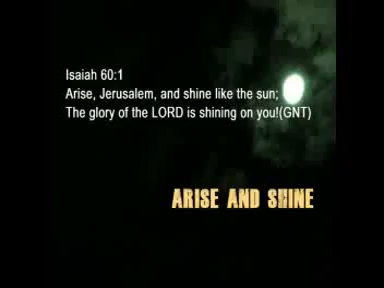 Isaiah 60:1
Arise, Jerusalem, and shine like the sun;
The glory of the LORD is shining on you!(GNT)
ARISE AND SHINE